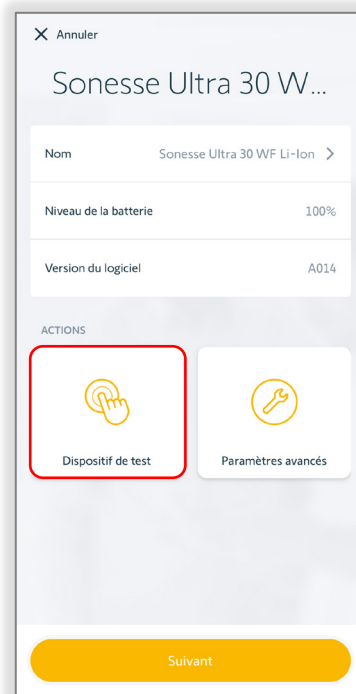 Annuler
Sonesse Ultra 30 W...
Nom Sonesse Ultra 30 WF Li-Ion
Niveau de la batterie 100%
Version du logiciel A014
ACTIONS
Dispositif de test Paramètres avancés
Suivant